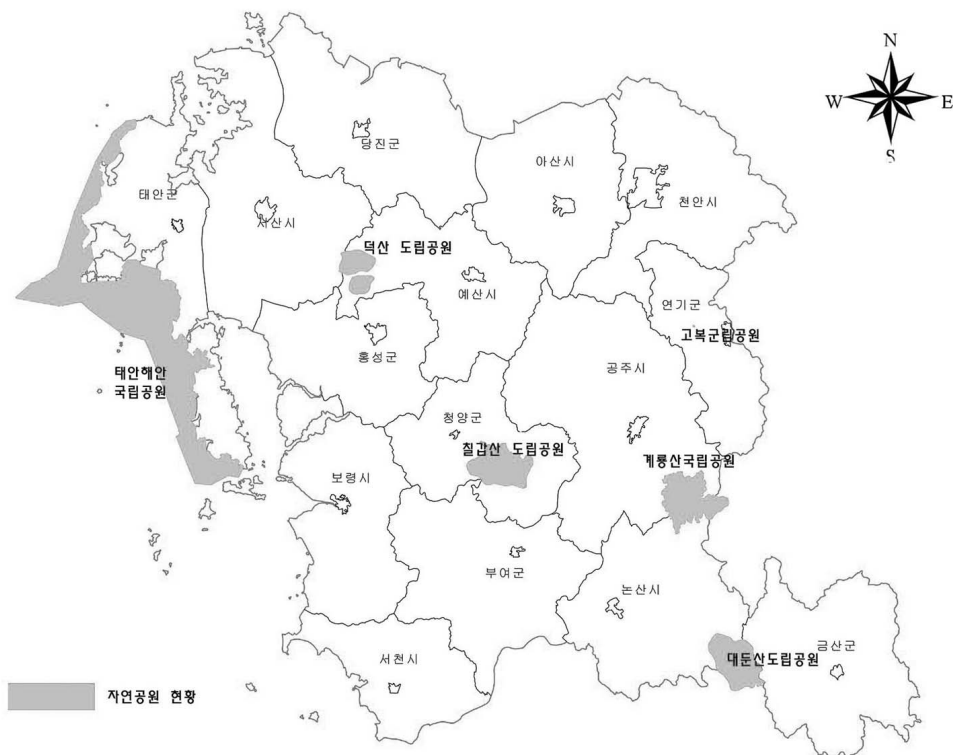 N
W E
S
당진군
아산시
천안시
태안군
서산시
덕산 도립공원
예산시
연기군
고복군립공원
홍성군
공주시
태안해안
국립공원
청양군
칠갑산 도립공원
계룡산국립공원
보령시
부여군
논산시
금산군
대둔산도립공원
서천시
자연공원 현황